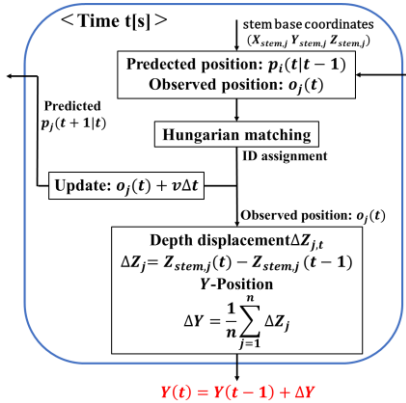 <Time t[s]>
stem base coordinates
(X_stem,j Y_stem,j Z_stem,j)
Predected position: p_i(t|t − 1)
Observed position: o_j(t)
Predicted
p_j(t + 1|t)
Hungarian matching
ID assignment
Update: o_j(t) + vΔt
Observed position: o_j(t)
Depth displacementΔZ_j,t
ΔZ_j= Z_stem,j(t) − Z_stem,j (t − 1)
Y-Position
ΔY = 1/n ∑_{j=1}^{n} ΔZ_j
Y(t) = Y(t − 1) + ΔY